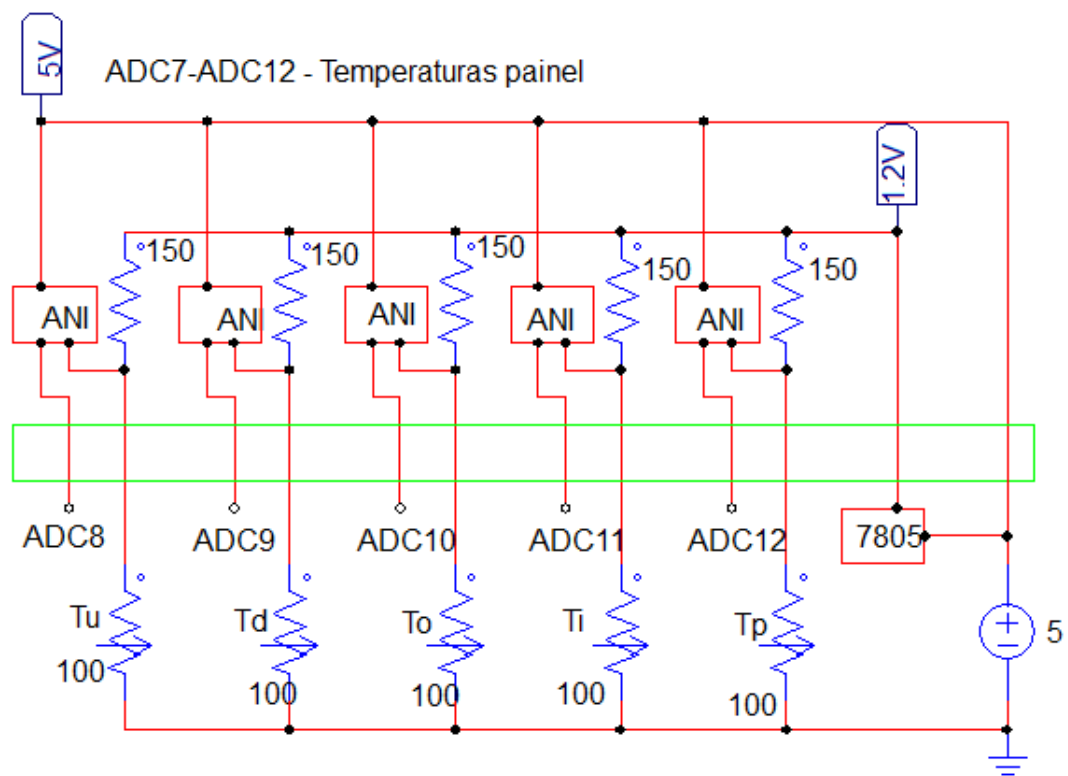 5V
ADC7-ADC12 - Temperaturas painel
1.2V
150
150
150
150
150
ANI
ANI
ANI
ANI
ANI
ADC8
ADC9
ADC10
ADC11
ADC12
7805
Tu
Td
To
Ti
Tp
5
100
100
100
100
100